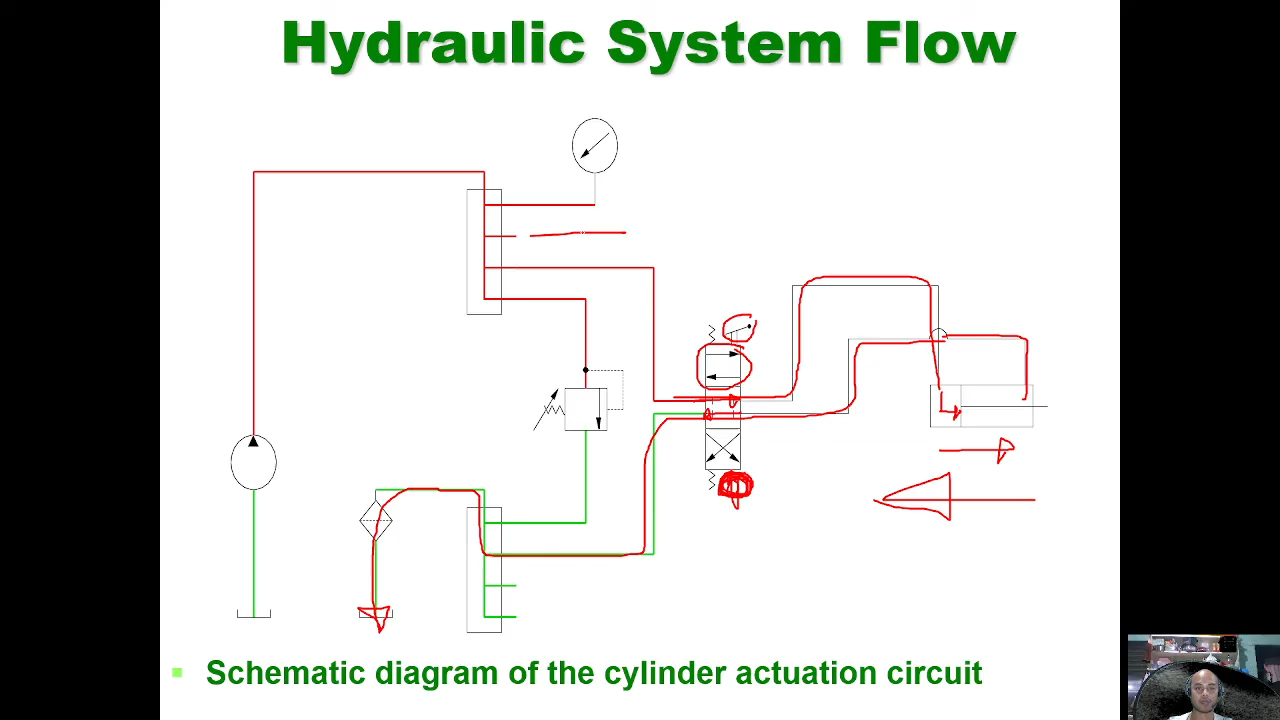 Hydraulic System Flow
Schematic diagram of the cylinder actuation circuit